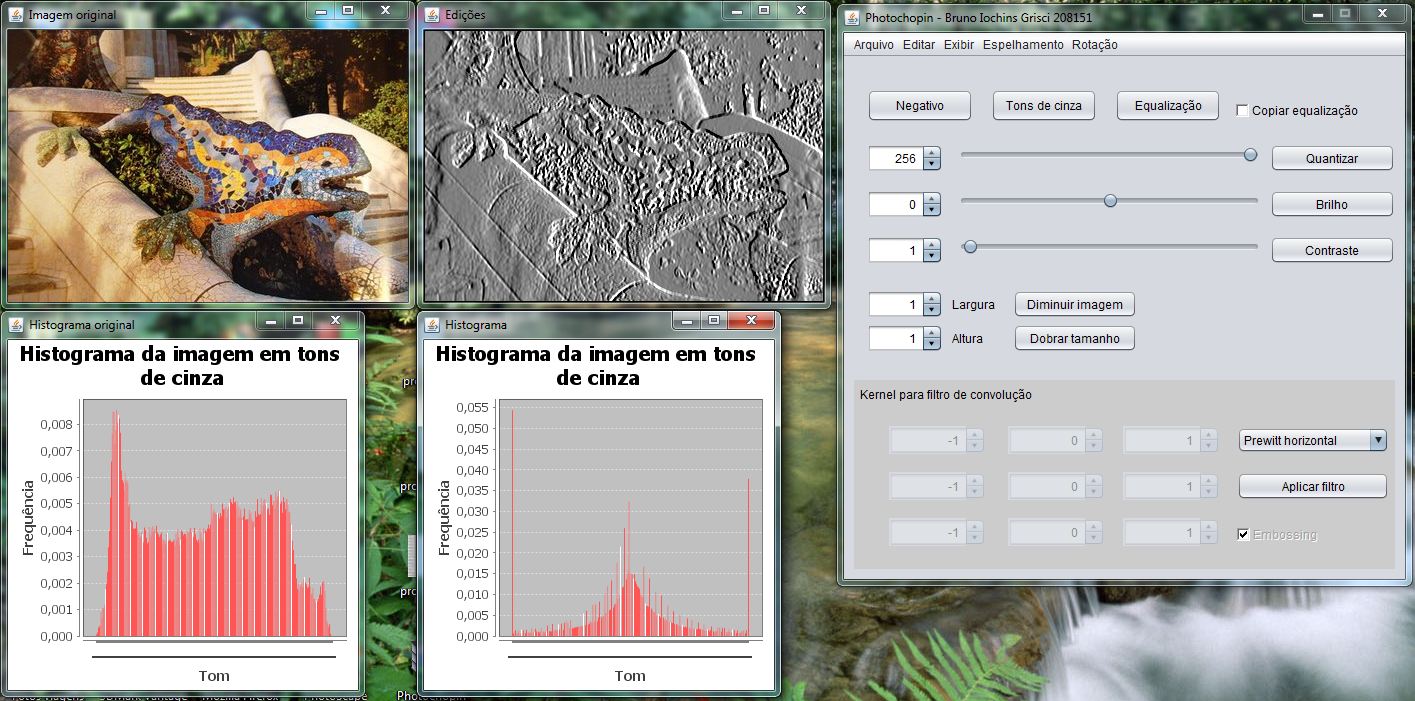 Imagem original
Edições
Photochopin - Bruno Iochins Grisci 208151
Arquivo Editar Exibir Espelhamento Rotação
Negativo Tons de cinza Equalização Copiar equalização
256 Quantizar
0 Brilho
1 Contraste
1 Largura Diminuir imagem
1 Altura Dobrar tamanho
Kernel para filtro de convolução
-1 0 1 Prewitt horizontal
-1 0 1 Aplicar filtro
-1 0 1 Embossing
Histograma original
Histograma da imagem em tons
de cinza
Frequência
0,008
0,007
0,006
0,005
0,004
0,003
0,002
0,001
0,000
Tom
Histograma
Histograma da imagem em tons
de cinza
Frequência
0,055
0,050
0,045
0,040
0,035
0,030
0,025
0,020
0,015
0,010
0,005
0,000
Tom